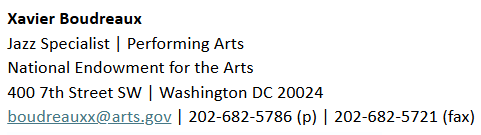 Xavier Boudreaux
Jazz Specialist | Performing Arts
National Endowment for the Arts
400 7th Street SW | Washington DC 20024
boudreauxx@arts.gov | 202-682-5786 (p) | 202-682-5721 (fax)